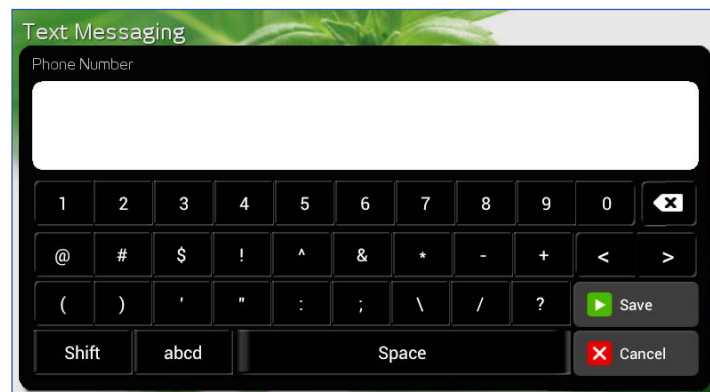 Text Messaging
Phone Number
1 2 3 4 5 6 7 8 9 0
@ # $ ! ^ & * - + < >
( ) ' " : ; \ / ? Save
Shift abcd Space Cancel